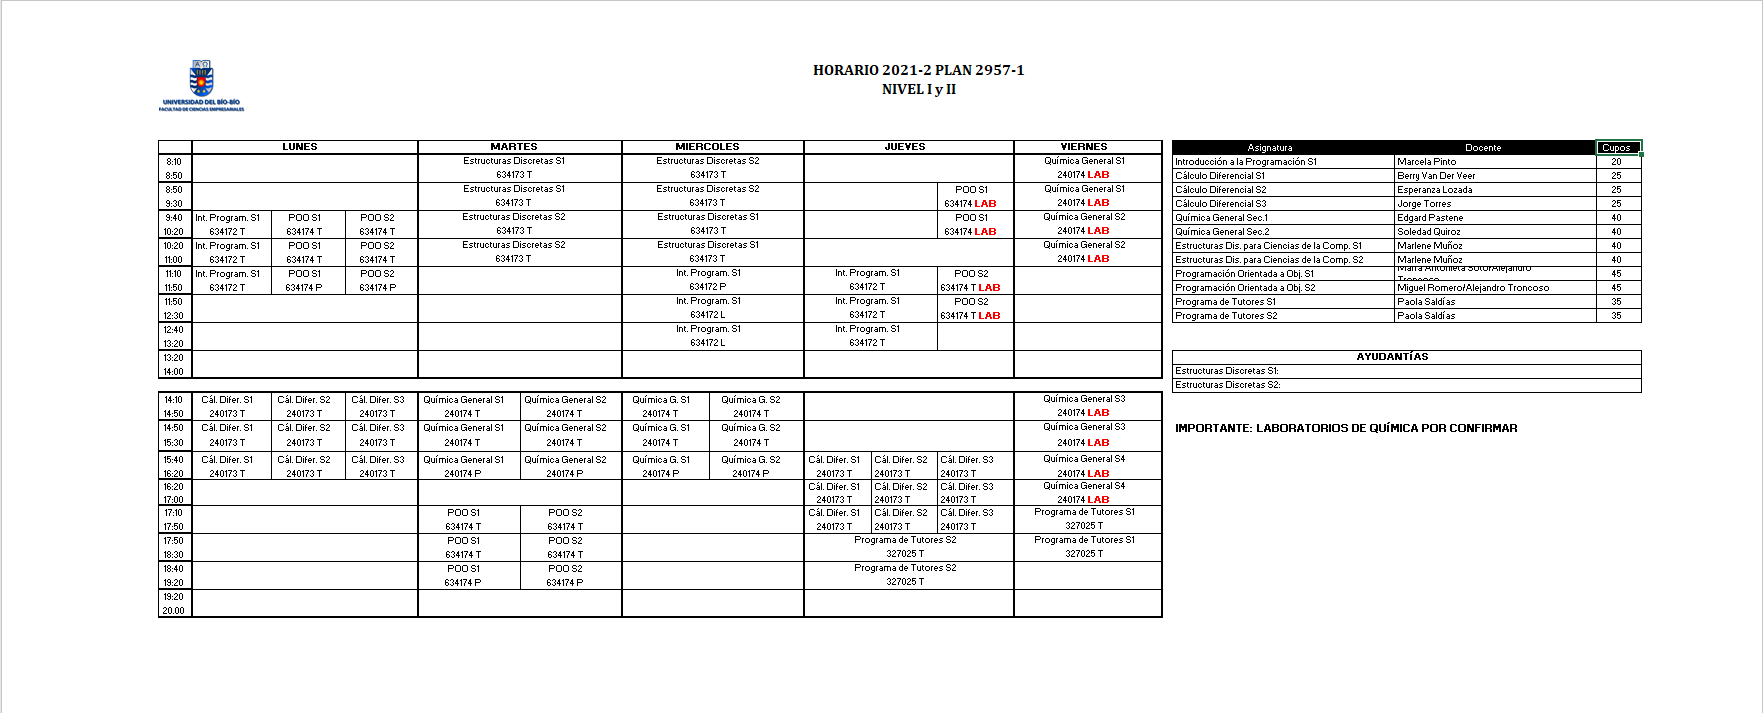 HORARIO 2021-2 PLAN 2957-1
NIVEL I y II
UNIVERSIDAD DEL BÍO-BÍO
FACULTAD DE CIENCIAS EMPRESARIALES
LUNES MARTES MIERCOLES JUEVES VIERNES
8:10 Estructuras Discretas S1 Estructuras Discretas S2 Química General S1
8:50 634173 T 634173 T 240174 LAB
8:50 Estructuras Discretas S1 Estructuras Discretas S2 POO S1 Química General S1
9:30 634173 T 634173 T 634174 LAB 240174 LAB
9:40 Int. Program. S1 POO S1 POO S2 Estructuras Discretas S2 Estructuras Discretas S1 POO S1 Química General S2
10:20 634172 T 634174 T 634174 T 634173 T 634173 T 634174 LAB 240174 LAB
10:20 Int. Program. S1 POO S1 POO S2 Estructuras Discretas S2 Estructuras Discretas S1 Química General S2
11:00 634172 T 634174 T 634174 T 634173 T 634173 T 240174 LAB
11:10 Int. Program. S1 POO S1 POO S2 Int. Program. S1 Int. Program. S1 POO S2
11:50 634172 T 634174 P 634174 P 634172 P 634172 T 634174 T LAB
11:50 Int. Program. S1 Int. Program. S1 POO S2
12:30 634172 L 634172 T 634174 T LAB
12:40 Int. Program. S1 Int. Program. S1
13:20 634172 L 634172 T
13:20
14:00
14:10 Cál. Difer. S1 Cál. Difer. S2 Cál. Difer. S3 Química General S1 Química General S2 Química G. S1 Química G. S2 Química General S3
14:50 240173 T 240173 T 240173 T 240174 T 240174 T 240174 T 240174 T 240174 LAB
14:50 Cál. Difer. S1 Cál. Difer. S2 Cál. Difer. S3 Química General S1 Química General S2 Química G. S1 Química G. S2 Química General S3
15:30 240173 T 240173 T 240173 T 240174 T 240174 T 240174 T 240174 T 240174 LAB
15:40 Cál. Difer. S1 Cál. Difer. S2 Cál. Difer. S3 Química General S1 Química General S2 Química G. S1 Química G. S2 Cál. Difer. S1 Cál. Difer. S2 Cál. Difer. S3 Química General S4
16:20 240173 T 240173 T 240173 T 240174 P 240174 P 240174 P 240174 P 240173 T 240173 T 240173 T 240174 LAB
16:20 Cál. Difer. S1 Cál. Difer. S2 Cál. Difer. S3 Química General S4
17:00 240173 T 240173 T 240173 T 240174 LAB
17:10 POO S1 POO S2 Cál. Difer. S1 Cál. Difer. S2 Cál. Difer. S3 Programa de Tutores S1
17:50 634174 T 634174 T 240173 T 240173 T 240173 T 327025 T
17:50 POO S1 POO S2 Programa de Tutores S2 Programa de Tutores S1
18:30 634174 T 634174 T 327025 T 327025 T
18:40 POO S1 POO S2 Programa de Tutores S2
19:20 634174 P 634174 P 327025 T
19:20
20.00
Asignatura Docente Cupos
Introducción a la Programación S1 Marcela Pinto 20
Cálculo Diferencial S1 Berry Van Der Veer 25
Cálculo Diferencial S2 Esperanza Lozada 25
Cálculo Diferencial S3 Jorge Torres 25
Química General Sec.1 Edgard Pastene 40
Química General Sec.2 Soledad Quiroz 40
Estructuras Dis. para Ciencias de la Comp. S1 Marlene Muñoz 40
Estructuras Dis. para Ciencias de la Comp. S2 Marlene Muñoz 40
Programación Orientada a Obj. S1 45
Programación Orientada a Obj. S2 Miguel Romero/Alejandro Troncoso 45
Programa de Tutores S1 Paola Saldías 35
Programa de Tutores S2 Paola Saldías 35
AYUDANTÍAS
Estructuras Discretas S1:
Estructuras Discretas S2:
IMPORTANTE: LABORATORIOS DE QUÍMICA POR CONFIRMAR